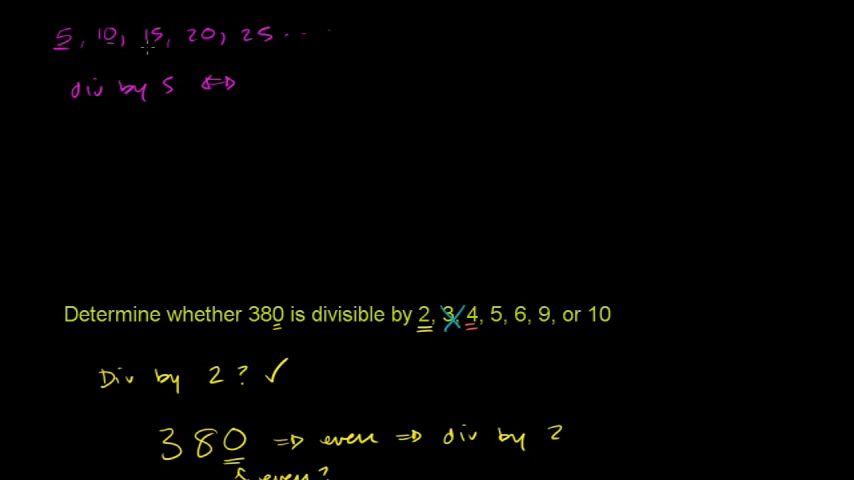 5, 10, 15, 20, 25 . . . .
div by 5 ⇔
Determine whether 380 is divisible by 2, 3, 4, 5, 6, 9, or 10
Div by 2? ✓
380 ⇒ even ⇒ div by 2
even?